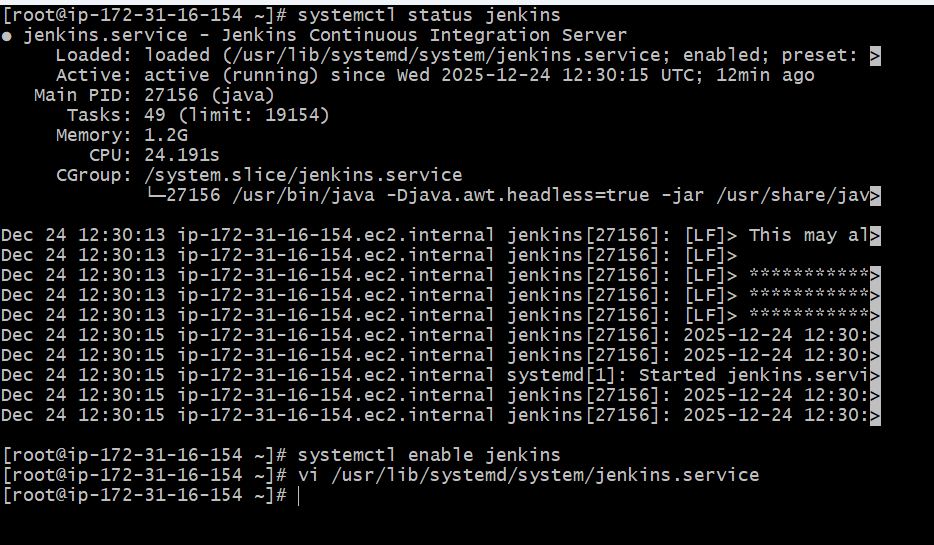 [root@ip-172-31-16-154 ~]# systemctl status jenkins
● jenkins.service - Jenkins Continuous Integration Server
     Loaded: loaded (/usr/lib/systemd/system/jenkins.service; enabled; preset: >
     Active: active (running) since Wed 2025-12-24 12:30:15 UTC; 12min ago
   Main PID: 27156 (java)
      Tasks: 49 (limit: 19154)
     Memory: 1.2G
        CPU: 24.191s
     CGroup: /system.slice/jenkins.service
             └─27156 /usr/bin/java -Djava.awt.headless=true -jar /usr/share/jav>

Dec 24 12:30:13 ip-172-31-16-154.ec2.internal jenkins[27156]: [LF]> This may al>
Dec 24 12:30:13 ip-172-31-16-154.ec2.internal jenkins[27156]: [LF]>
Dec 24 12:30:13 ip-172-31-16-154.ec2.internal jenkins[27156]: [LF]> ***********>
Dec 24 12:30:13 ip-172-31-16-154.ec2.internal jenkins[27156]: [LF]> ***********>
Dec 24 12:30:13 ip-172-31-16-154.ec2.internal jenkins[27156]: [LF]> ***********>
Dec 24 12:30:15 ip-172-31-16-154.ec2.internal jenkins[27156]: 2025-12-24 12:30:>
Dec 24 12:30:15 ip-172-31-16-154.ec2.internal jenkins[27156]: 2025-12-24 12:30:>
Dec 24 12:30:15 ip-172-31-16-154.ec2.internal systemd[1]: Started jenkins.servi>
Dec 24 12:30:15 ip-172-31-16-154.ec2.internal jenkins[27156]: 2025-12-24 12:30:>
Dec 24 12:30:15 ip-172-31-16-154.ec2.internal jenkins[27156]: 2025-12-24 12:30:>

[root@ip-172-31-16-154 ~]# systemctl enable jenkins
[root@ip-172-31-16-154 ~]# vi /usr/lib/systemd/system/jenkins.service
[root@ip-172-31-16-154 ~]#